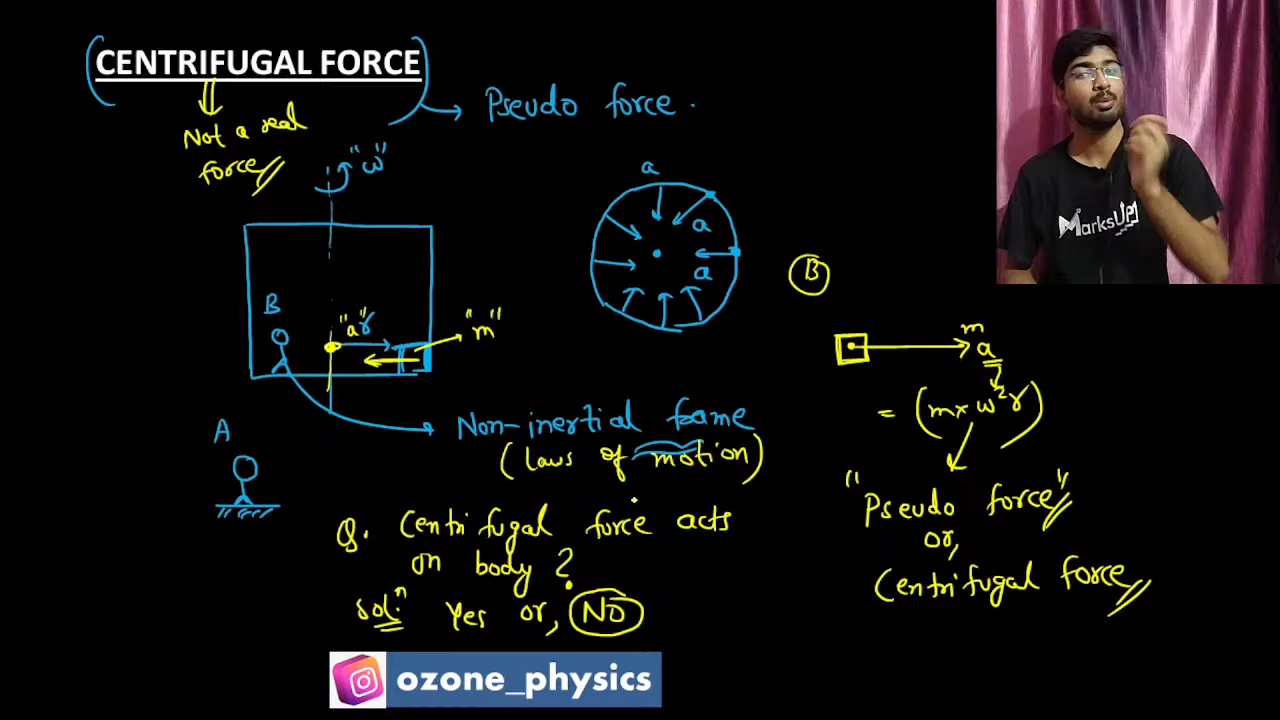 CENTRIFUGAL FORCE
Pseudo force.
Not a real
force
"ω"
a
a
a
B
"a" r
"m"
MarksUp
B
m a
= (m x ω²r)
Non-inertial frame
(laws of motion)
A
"Pseudo force"
or,
Centrifugal force
Q. Centrifugal force acts
on body ?
Solⁿ: Yes or, NO
ozone_physics